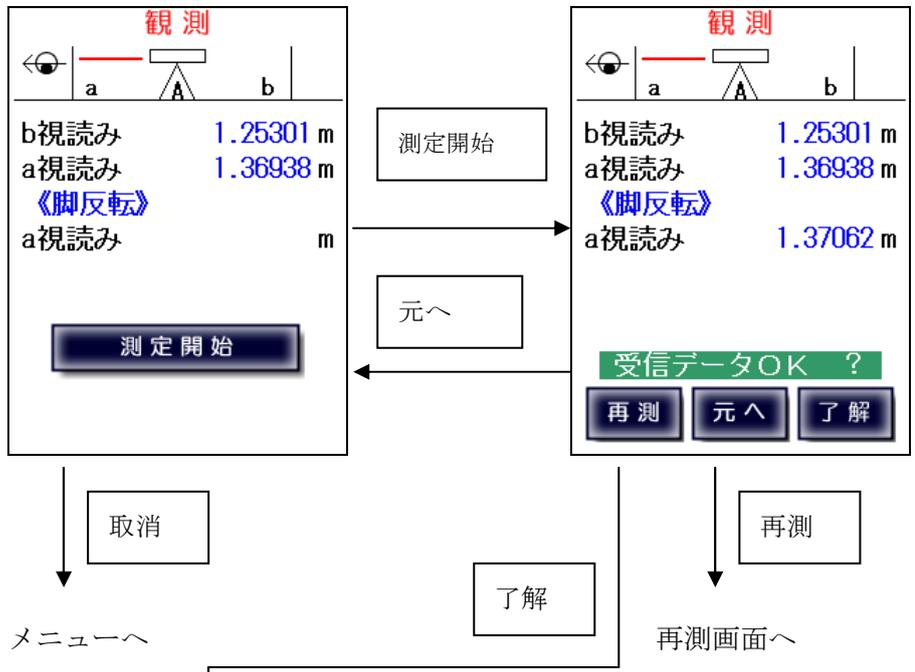 観測
a A b
b視読み 1.25301 m
a視読み 1.36938 m
《脚反転》
a視読み m
測定開始
測定開始
元へ
観測
a A b
b視読み 1.25301 m
a視読み 1.36938 m
《脚反転》
a視読み 1.37062 m
受信データOK ?
再測 元へ 了解
取消
了解
再測
メニューへ
再測画面へ